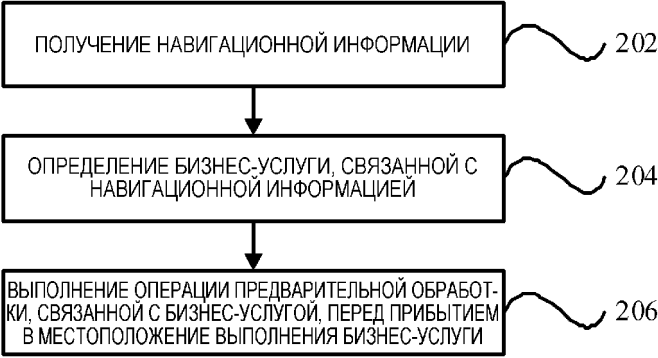 ПОЛУЧЕНИЕ НАВИГАЦИОННОЙ ИНФОРМАЦИИ
202
ОПРЕДЕЛЕНИЕ БИЗНЕС-УСЛУГИ, СВЯЗАННОЙ С
НАВИГАЦИОННОЙ ИНФОРМАЦИЕЙ
204
ВЫПОЛНЕНИЕ ОПЕРАЦИИ ПРЕДВАРИТЕЛЬНОЙ ОБРАБОТ-
КИ, СВЯЗАННОЙ С БИЗНЕС-УСЛУГОЙ, ПЕРЕД ПРИБЫТИЕМ
В МЕСТОПОЛОЖЕНИЕ ВЫПОЛНЕНИЯ БИЗНЕС-УСЛУГИ
206